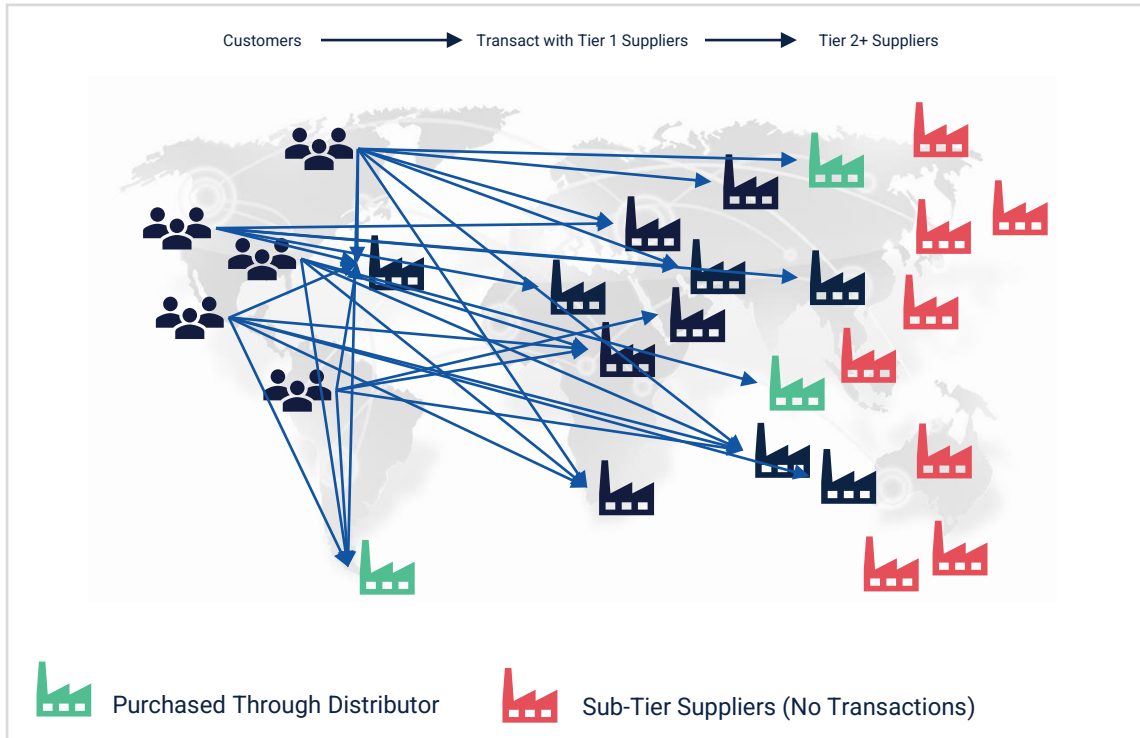 Customers
Transact with Tier 1 Suppliers
Tier 2+ Suppliers
Purchased Through Distributor
Sub-Tier Suppliers (No Transactions)